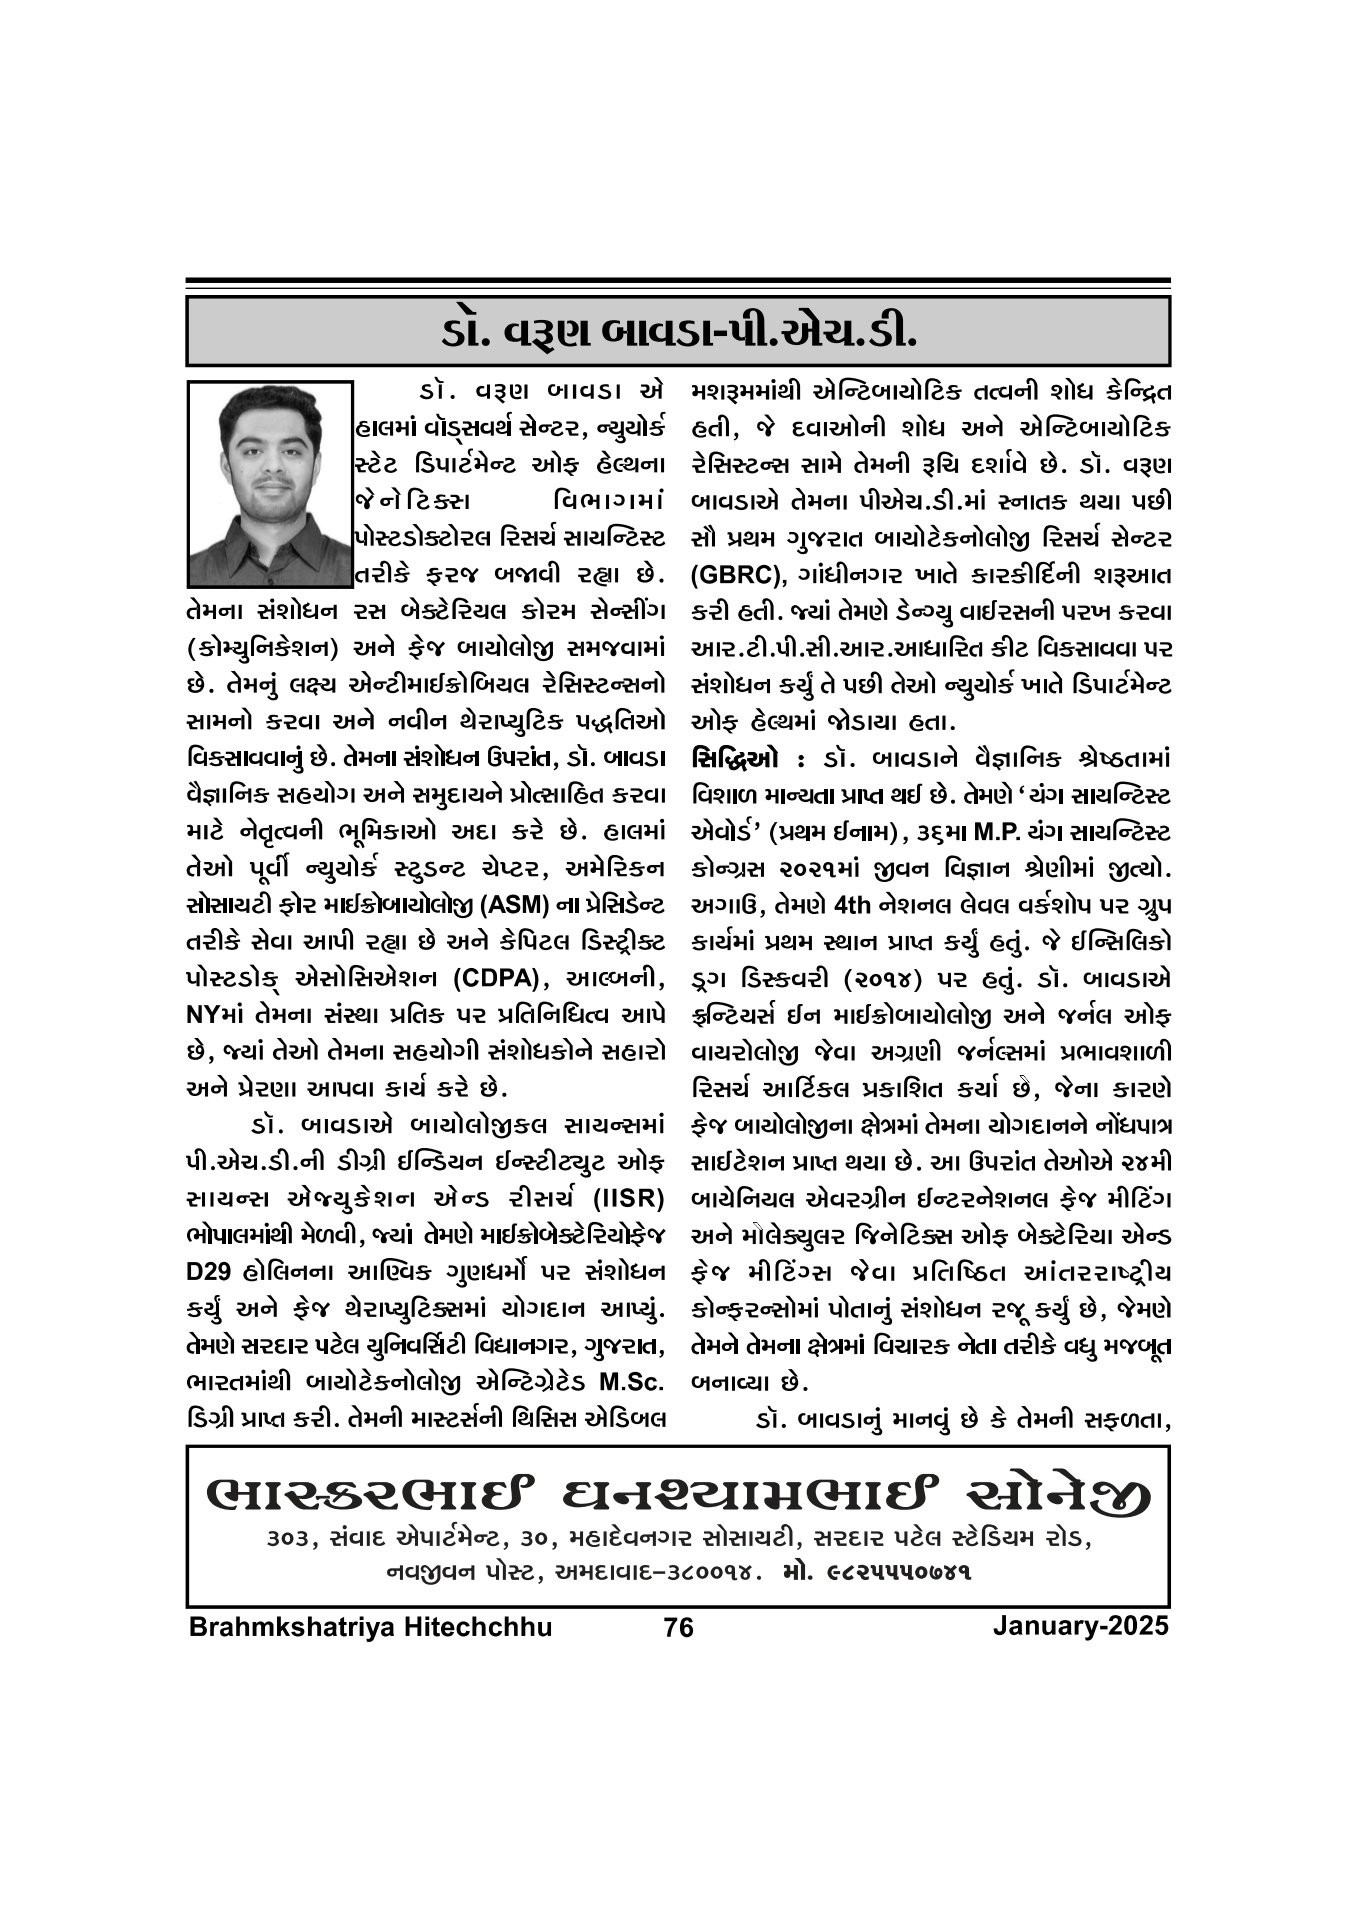 ડો. વરૂણ બાવડા-પી.એચ.ડી.
ડૉ. વરૂણ બાવડા એ
હાલમાં વૉડ્સવર્થ સેન્ટર, ન્યુયોર્ક
સ્ટેટ ડિપાર્ટમેન્ટ ઓફ હેલ્થના
જેનેટિક્સ વિભાગમાં
પોસ્ટડોક્ટોરલ રિસર્ચ સાયન્ટિસ્ટ
તરીકે ફરજ બજાવી રહ્યા છે.
તેમના સંશોધન રસ બેક્ટેરિયલ કોરમ સેન્સીંગ
(કોમ્યુનિકેશન) અને ફેજ બાયોલોજી સમજવામાં
છે. તેમનું લક્ષ્ય એન્ટીમાઈક્રોબિયલ રેસિસ્ટન્સનો
સામનો કરવા અને નવીન થેરાપ્યુટિક પદ્ધતિઓ
વિકસાવવાનું છે. તેમના સંશોધન ઉપરાંત, ડૉ. બાવડા
વૈજ્ઞાનિક સહયોગ અને સમુદાયને પ્રોત્સાહિત કરવા
માટે નેતૃત્વની ભૂમિકાઓ અદા કરે છે. હાલમાં
તેઓ પૂર્વી ન્યુયોર્ક સ્ટુડન્ટ ચેપ્ટર, અમેરિકન
સોસાયટી ફોર માઈક્રોબાયોલોજી (ASM) ના પ્રેસિડેન્ટ
તરીકે સેવા આપી રહ્યા છે અને કેપિટલ ડિસ્ટ્રીક્ટ
પોસ્ટડોક્ એસોસિએશન (CDPA), આલ્બની,
NYમાં તેમના સંસ્થા પ્રતિક પર પ્રતિનિધિત્વ આપે
છે, જ્યાં તેઓ તેમના સહયોગી સંશોધકોને સહારો
અને પ્રેરણા આપવા કાર્ય કરે છે.
ડૉ. બાવડાએ બાયોલોજીકલ સાયન્સમાં
પી.એચ.ડી.ની ડીગ્રી ઈન્ડિયન ઈન્સ્ટીટ્યુટ ઓફ
સાયન્સ એજ્યુકેશન એન્ડ રીસર્ચ (IISR)
ભોપાલમાંથી મેળવી, જ્યાં તેમણે માઈક્રોબેક્ટેરિયોફેજ
D29 હોલિનના આણ્વિક ગુણધર્મો પર સંશોધન
કર્યું અને ફેજ થેરાપ્યુટિક્સમાં યોગદાન આપ્યું.
તેમણે સરદાર પટેલ યુનિવર્સિટી વિદ્યાનગર, ગુજરાત,
ભારતમાંથી બાયોટેકનોલોજી એન્ટિગ્રેટેડ M.Sc.
ડિગ્રી પ્રાપ્ત કરી. તેમની માસ્ટર્સની થિસિસ એડિબલ
મશરૂમમાંથી એન્ટિબાયોટિક તત્વની શોધ કેન્દ્રિત
હતી, જે દવાઓની શોધ અને એન્ટિબાયોટિક
રેસિસ્ટન્સ સામે તેમની રૂચિ દર્શાવે છે. ડૉ. વરૂણ
બાવડાએ તેમના પીએચ.ડી.માં સ્નાતક થયા પછી
સૌ પ્રથમ ગુજરાત બાયોટેકનોલોજી રિસર્ચ સેન્ટર
(GBRC), ગાંધીનગર ખાતે કારકીર્દિની શરૂઆત
કરી હતી. જ્યાં તેમણે ડેન્ગ્યુ વાઈરસની પરખ કરવા
આર.ટી.પી.સી.આર.આધારિત કીટ વિકસાવવા પર
સંશોધન કર્યું તે પછી તેઓ ન્યુયોર્ક ખાતે ડિપાર્ટમેન્ટ
ઓફ હેલ્થમાં જોડાયા હતા.
સિદ્ધિઓ : ડૉ. બાવડાને વૈજ્ઞાનિક શ્રેષ્ઠતામાં
વિશાળ માન્યતા પ્રાપ્ત થઈ છે. તેમણે ‘યંગ સાયન્ટિસ્ટ
એવોર્ડ’ (પ્રથમ ઈનામ), ૩૬મા M.P. યંગ સાયન્ટિસ્ટ
કોન્ગ્રસ ૨૦૨૧માં જીવન વિજ્ઞાન શ્રેણીમાં જીત્યો.
અગાઉ, તેમણે 4th નેશનલ લેવલ વર્કશોપ પર ગ્રુપ
કાર્યમાં પ્રથમ સ્થાન પ્રાપ્ત કર્યું હતું. જે ઈન્સિલિકો
ડ્રગ ડિસ્કવરી (૨૦૧૪) પર હતું. ડૉ. બાવડાએ
ફ્રન્ટિયર્સ ઈન માઈક્રોબાયોલોજી અને જર્નલ ઓફ
વાયરોલોજી જેવા અગ્રણી જર્નલ્સમાં પ્રભાવશાળી
રિસર્ચ આર્ટિકલ પ્રકાશિત કર્યા છે, જેના કારણે
ફેજ બાયોલોજીના ક્ષેત્રમાં તેમના યોગદાનને નોંધપાત્ર
સાઈટેશન પ્રાપ્ત થયા છે. આ ઉપરાંત તેઓએ ૨૪મી
બાયેનિયલ એવરગ્રીન ઈન્ટરનેશનલ ફેજ મીટિંગ
અને મોલેક્યુલર જિનેટિક્સ ઓફ બેક્ટેરિયા એન્ડ
ફેજ મીટિંગ્સ જેવા પ્રતિષ્ઠિત આંતરરાષ્ટ્રીય
કોન્ફરન્સોમાં પોતાનું સંશોધન રજૂ કર્યું છે, જેમણે
તેમને તેમના ક્ષેત્રમાં વિચારક નેતા તરીકે વધુ મજબૂત
બનાવ્યા છે.
ડૉ. બાવડાનું માનવું છે કે તેમની સફળતા,
ભાસ્કરભાઈ ઘનશ્યામભાઈ સોનેજી
૩૦૩, સંવાદ એપાર્ટમેન્ટ, ૩૦, મહાદેવનગર સોસાયટી, સરદાર પટેલ સ્ટેડિયમ રોડ,
નવજીવન પોસ્ટ, અમદાવાદ–૩૮૦૦૧૪. મો. ૯૮૨૫૫૫૦૭૪૧
Brahmkshatriya Hitechchhu 76 January-2025